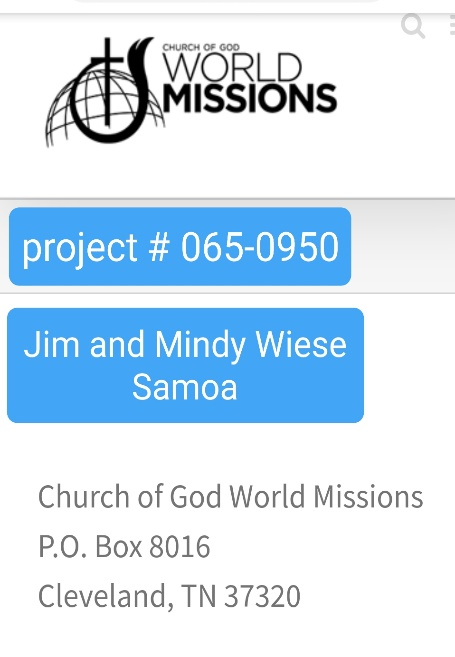 CHURCH OF GOD
WORLD
MISSIONS
project # 065-0950
Jim and Mindy Wiese
Samoa
Church of God World Missions
P.O. Box 8016
Cleveland, TN 37320